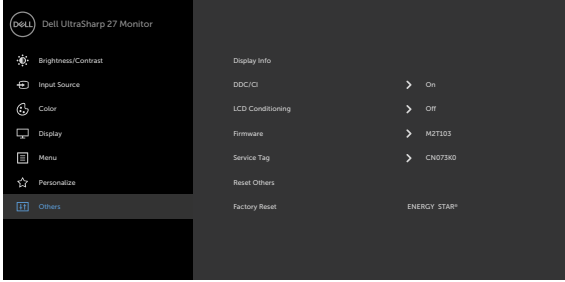 DELL Dell UltraSharp 27 Monitor
Brightness/Contrast Display Info
Input Source DDC/CI > On
Color LCD Conditioning > Off
Display Firmware > M2T103
Menu Service Tag > CN073K0
Personalize Reset Others
Others Factory Reset ENERGY STAR®